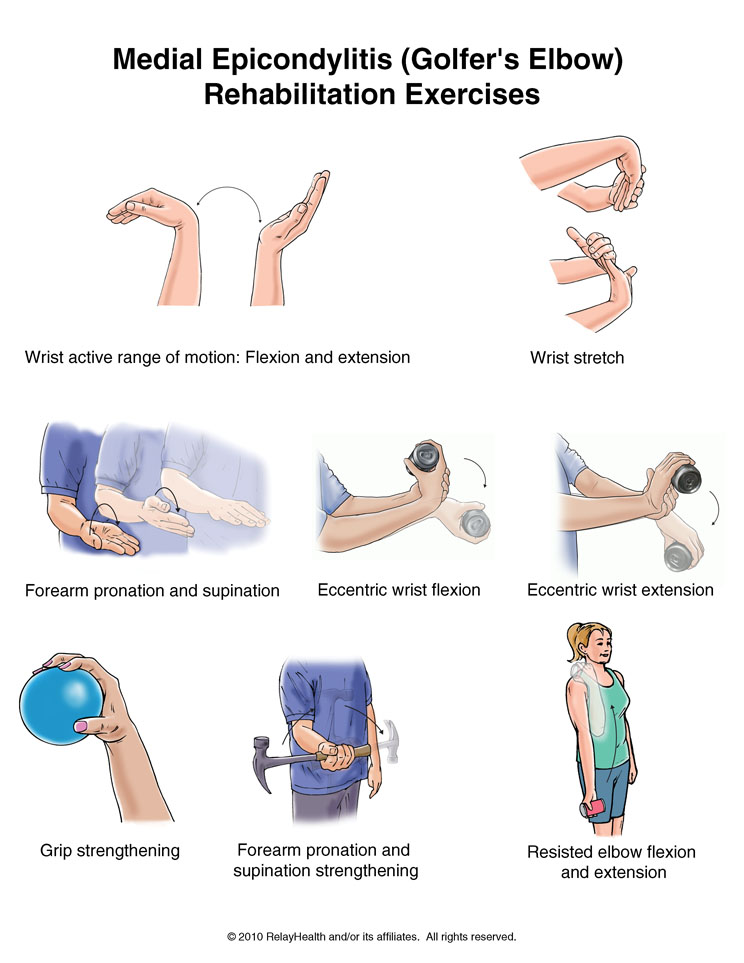 Medial Epicondylitis (Golfer's Elbow)
Rehabilitation Exercises
Wrist active range of motion: Flexion and extension
Wrist stretch
Forearm pronation and supination
Eccentric wrist flexion
Eccentric wrist extension
Grip strengthening
Forearm pronation and
supination strengthening
Resisted elbow flexion
and extension
© 2010 RelayHealth and/or its affiliates. All rights reserved.